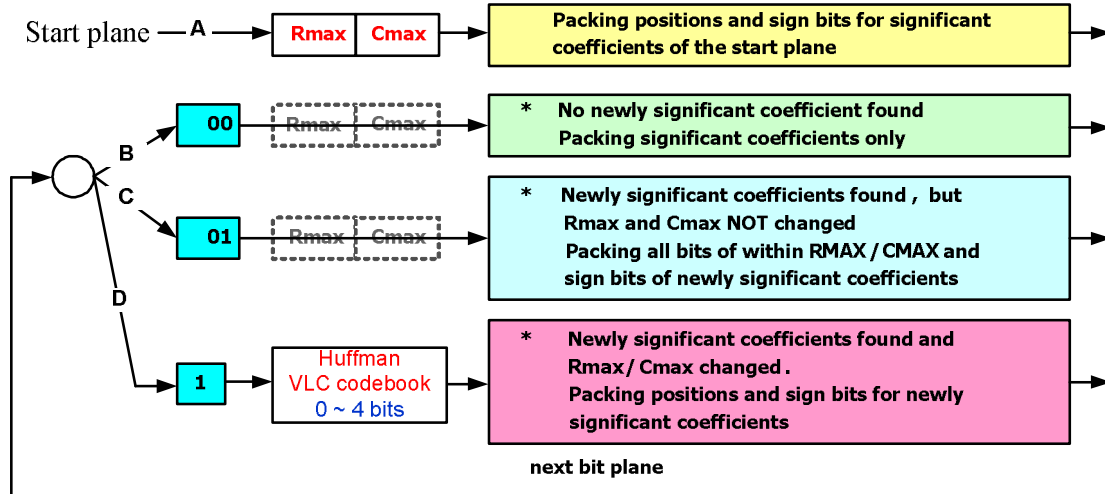 Start plane
A
Rmax
Cmax
Packing positions and sign bits for significant
coefficients of the start plane
B
00
Rmax
Cmax
* No newly significant coefficient found
Packing significant coefficients only
C
01
Rmax
Cmax
* Newly significant coefficients found , but
Rmax and Cmax NOT changed
Packing all bits of within RMAX / CMAX and
sign bits of newly significant coefficients
D
1
Huffman
VLC codebook
0 ~ 4 bits
* Newly significant coefficients found and
Rmax / Cmax changed .
Packing positions and sign bits for newly
significant coefficients
next bit plane